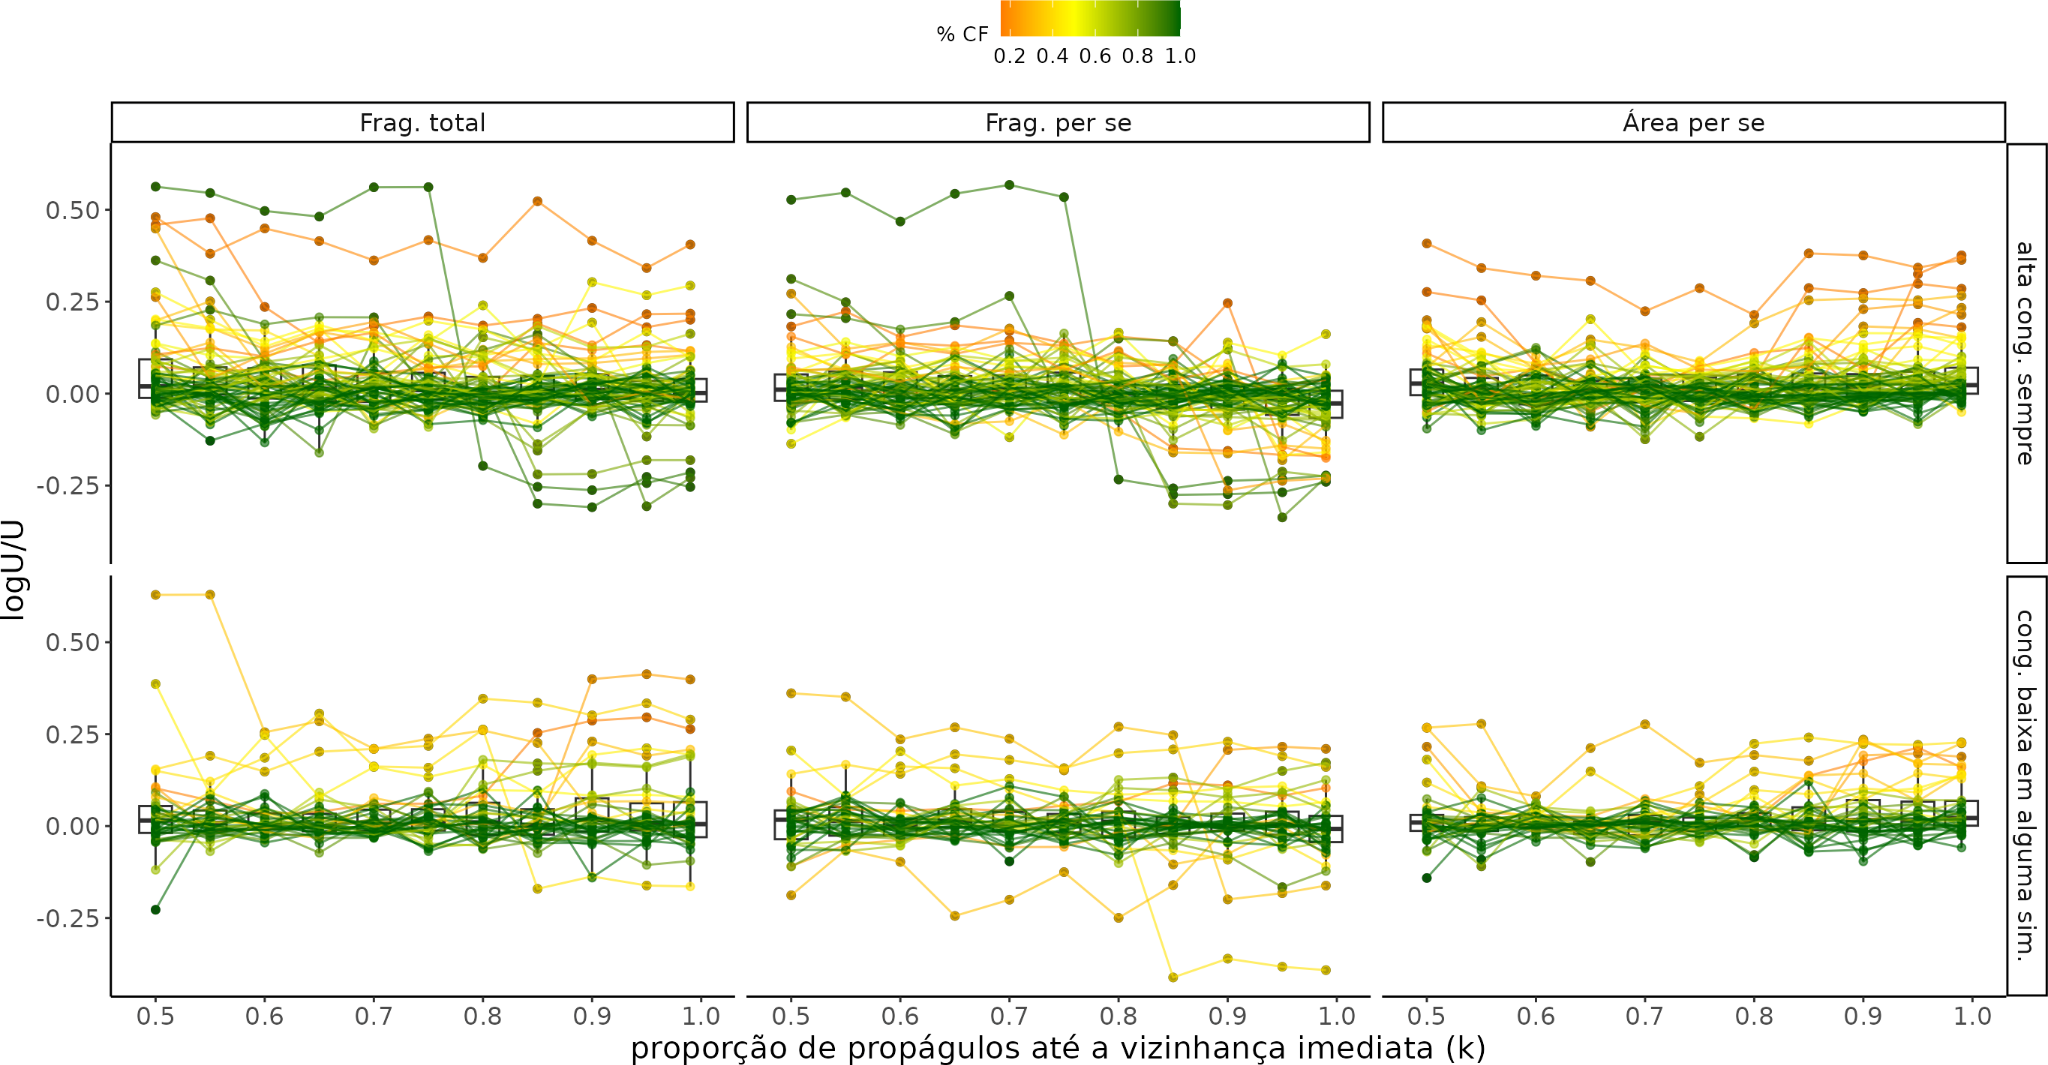 % CF
0.2 0.4 0.6 0.8 1.0
Frag. total
Frag. per se
Área per se
logU/U
0.50
0.25
0.00
-0.25
alta cong. sempre
0.50
0.25
0.00
-0.25
cong. baixa em alguma sim.
0.5 0.6 0.7 0.8 0.9 1.0
0.5 0.6 0.7 0.8 0.9 1.0
0.5 0.6 0.7 0.8 0.9 1.0
proporção de propágulos até a vizinhança imediata (k)